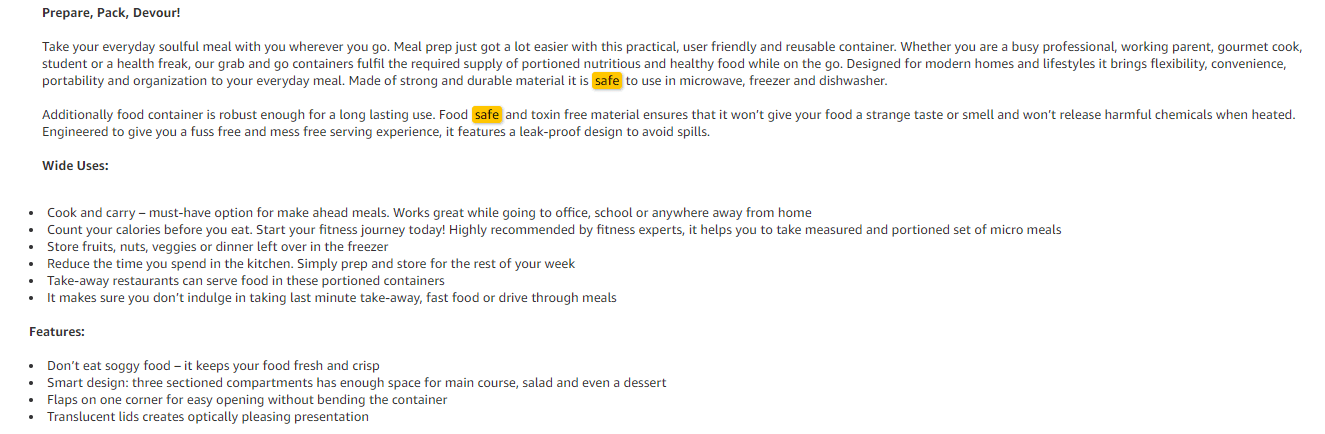 Prepare, Pack, Devour!
Take your everyday soulful meal with you wherever you go. Meal prep just got a lot easier with this practical, user friendly and reusable container. Whether you are a busy professional, working parent, gourmet cook,
student or a health freak, our grab and go containers fulfil the required supply of portioned nutritious and healthy food while on the go. Designed for modern homes and lifestyles it brings flexibility, convenience,
portability and organization to your everyday meal. Made of strong and durable material it is safe to use in microwave, freezer and dishwasher.
Additionally food container is robust enough for a long lasting use. Food safe and toxin free material ensures that it won't give your food a strange taste or smell and won't release harmful chemicals when heated.
Engineered to give you a fuss free and mess free serving experience, it features a leak-proof design to avoid spills.
Wide Uses:
• Cook and carry – must-have option for make ahead meals. Works great while going to office, school or anywhere away from home
• Count your calories before you eat. Start your fitness journey today! Highly recommended by fitness experts, it helps you to take measured and portioned set of micro meals
• Store fruits, nuts, veggies or dinner left over in the freezer
• Reduce the time you spend in the kitchen. Simply prep and store for the rest of your week
• Take-away restaurants can serve food in these portioned containers
• It makes sure you don't indulge in taking last minute take-away, fast food or drive through meals
Features:
• Don't eat soggy food – it keeps your food fresh and crisp
• Smart design: three sectioned compartments has enough space for main course, salad and even a dessert
• Flaps on one corner for easy opening without bending the container
• Translucent lids creates optically pleasing presentation